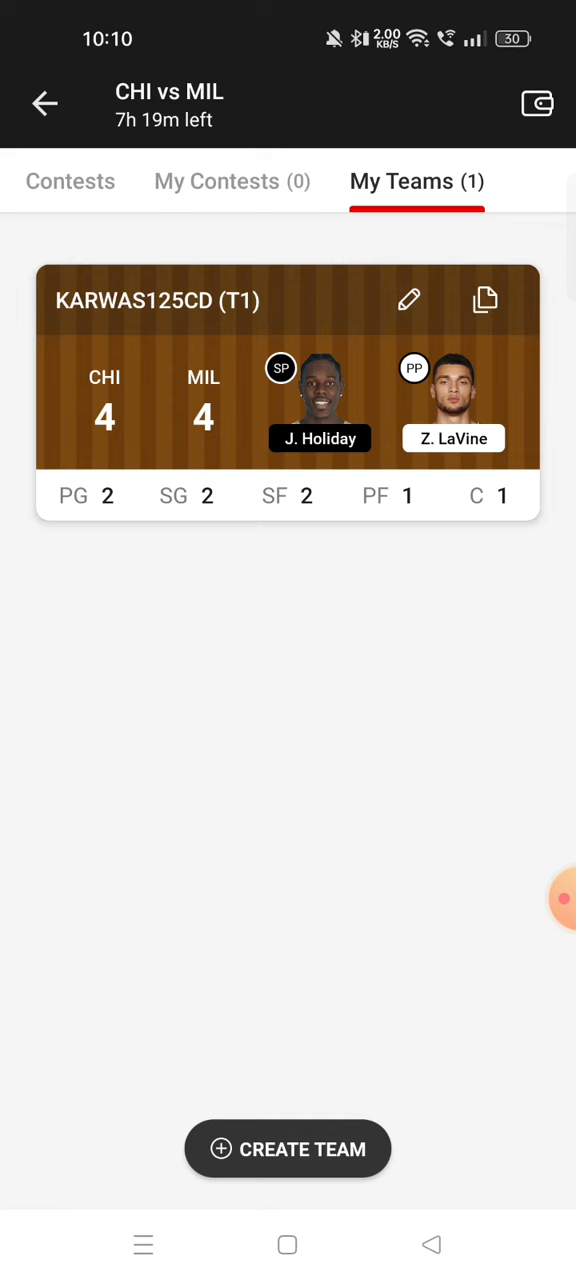 10:10
2.00
KB/S
30
CHI vs MIL
7h 19m left
Contests
My Contests (0)
My Teams (1)
KARWAS125CD (T1)
CHI
4
MIL
4
SP
J. Holiday
PP
Z. LaVine
PG 2
SG 2
SF 2
PF 1
C 1
CREATE TEAM